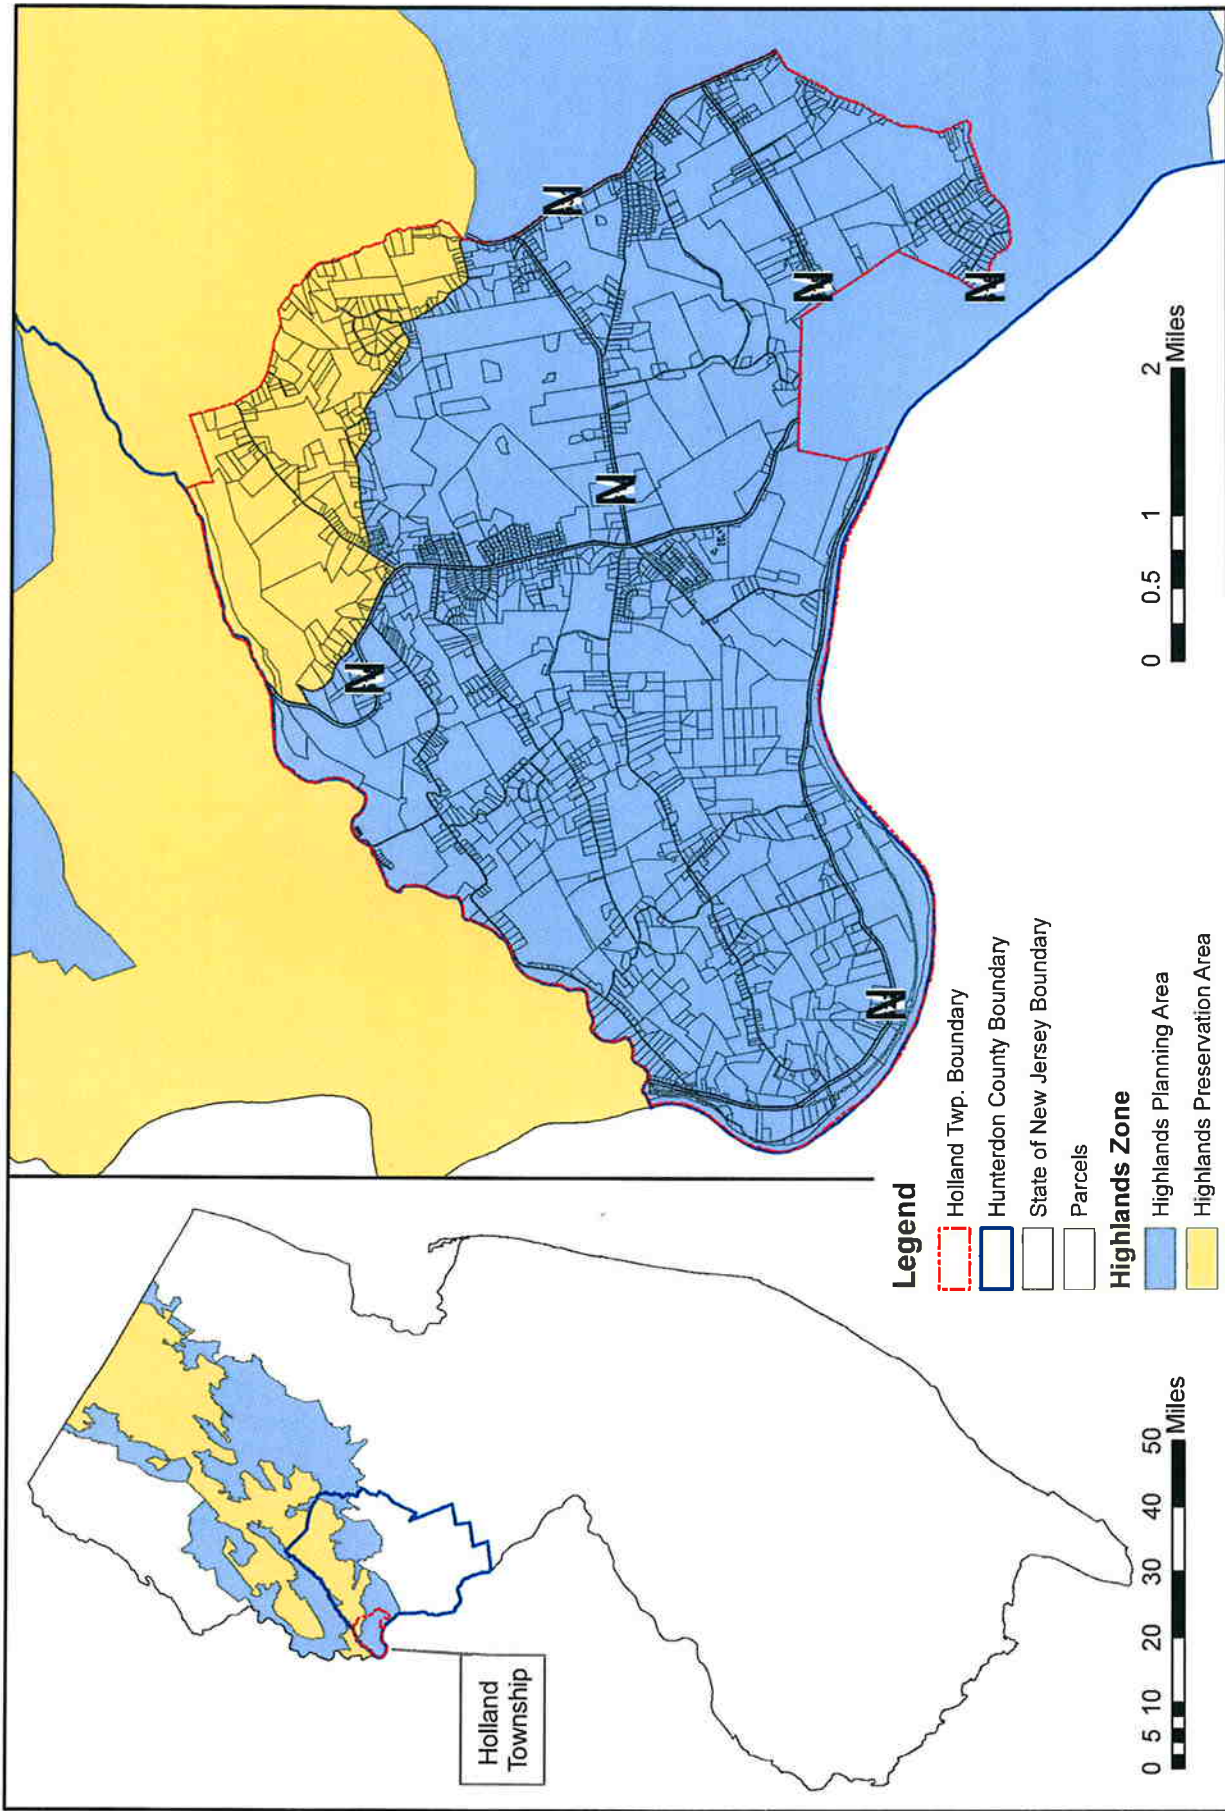 Holland
Township
0 5 10 20 30 40 50
Miles
Legend
Holland Twp. Boundary
Hunterdon County Boundary
State of New Jersey Boundary
Parcels
Highlands Zone
Highlands Planning Area
Highlands Preservation Area
N
N
N
N
N
N
0 0.5 1 2
Miles